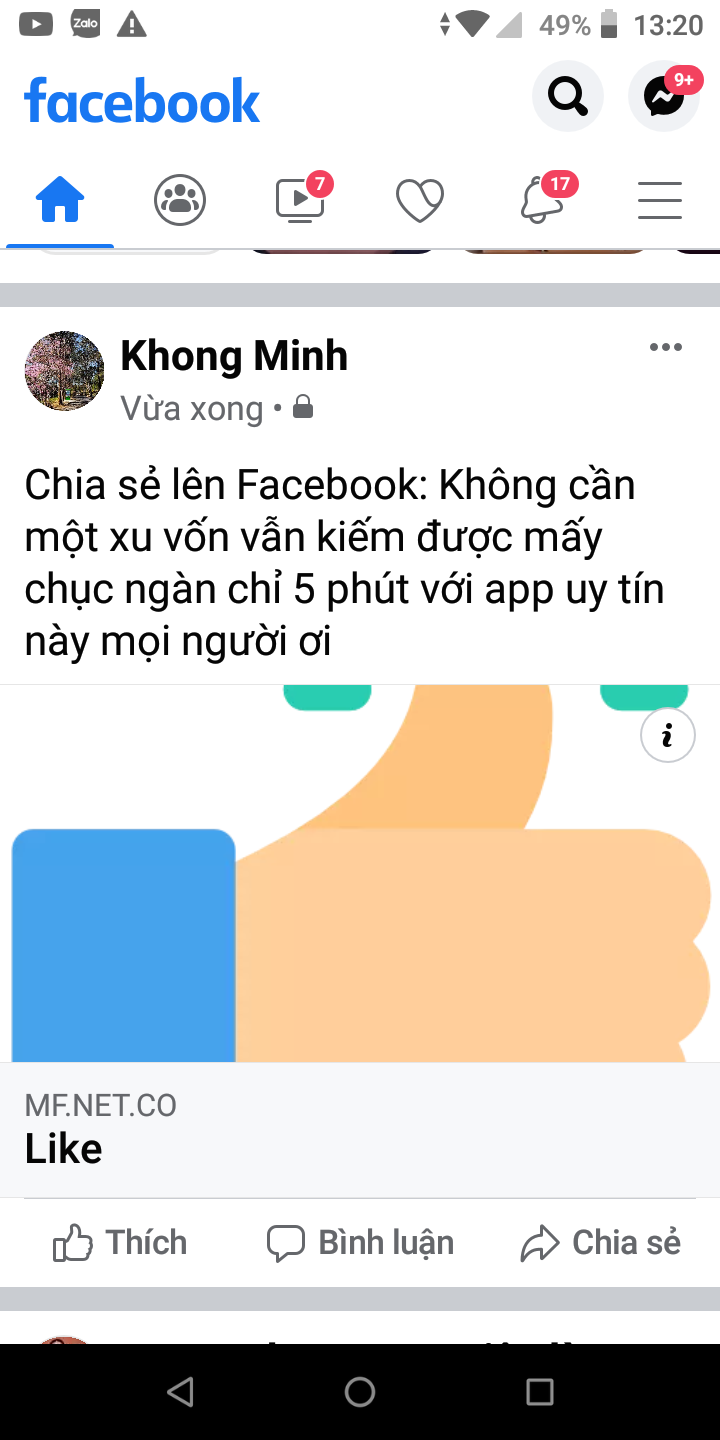 Zalo
49% 13:20
facebook
9+
7
17
Khong Minh
Vừa xong •
Chia sẻ lên Facebook: Không cần
một xu vốn vẫn kiếm được mấy
chục ngàn chỉ 5 phút với app uy tín
này mọi người ơi
i
MF.NET.CO
Like
Thích Bình luận Chia sẻ